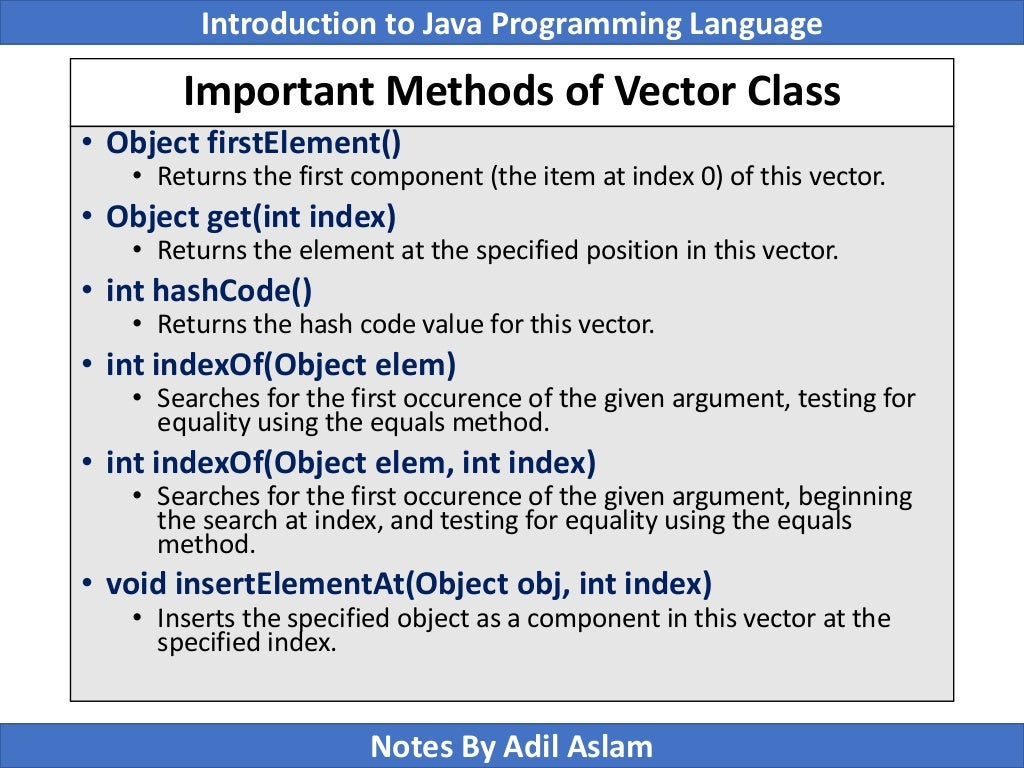 Introduction to Java Programming Language
Important Methods of Vector Class
• Object firstElement()
• Returns the first component (the item at index 0) of this vector.
• Object get(int index)
• Returns the element at the specified position in this vector.
• int hashCode()
• Returns the hash code value for this vector.
• int indexOf(Object elem)
• Searches for the first occurence of the given argument, testing for
equality using the equals method.
• int indexOf(Object elem, int index)
• Searches for the first occurence of the given argument, beginning
the search at index, and testing for equality using the equals
method.
• void insertElementAt(Object obj, int index)
• Inserts the specified object as a component in this vector at the
specified index.
Notes By Adil Aslam